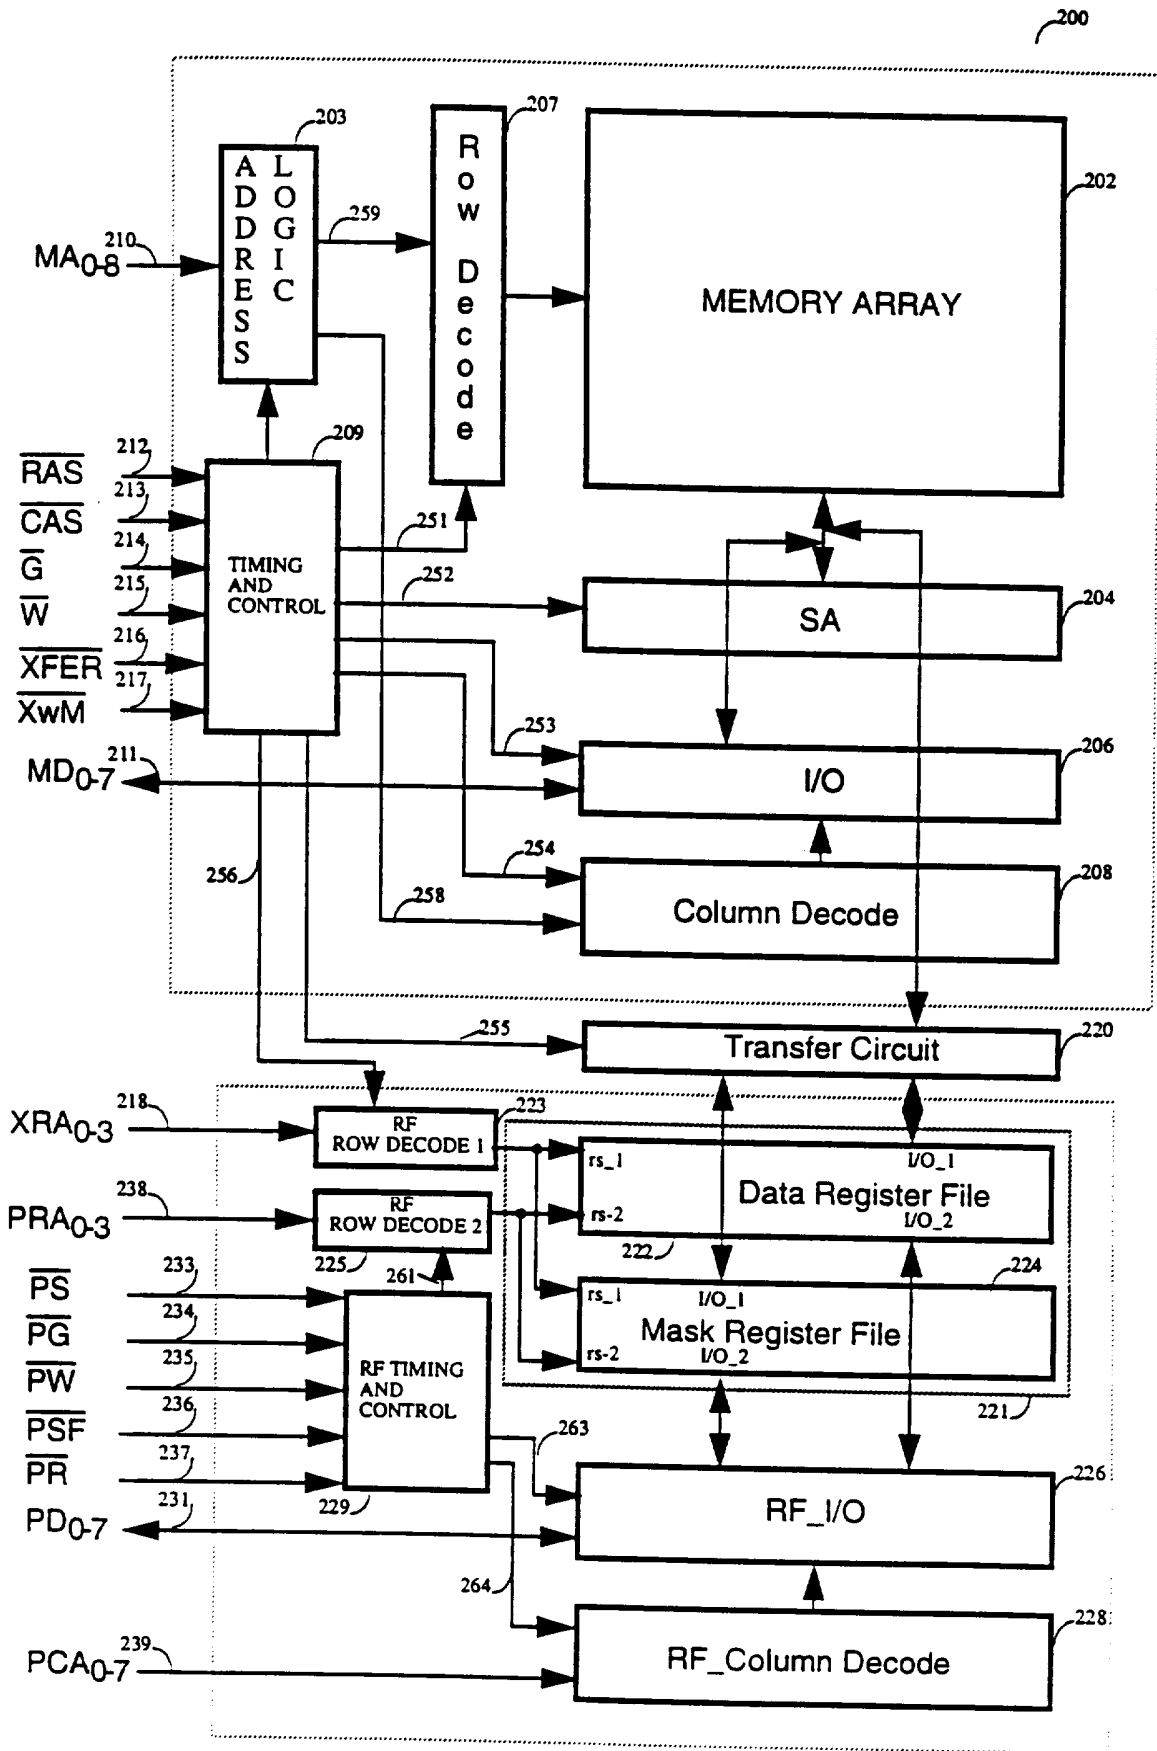 200
203
207
202
ADDRESS
LOGIC
Row Decode
MEMORY ARRAY
259
MA0-8
210
209
RAS
212
CAS
213
G
214
W
215
XFER
216
XwM
217
TIMING
AND
CONTROL
251
252
SA
204
253
MD0-7
211
I/O
206
254
256
258
Column Decode
208
255
Transfer Circuit
220
XRA0-3
218
RF
ROW DECODE 1
223
rs_1
I/O_1
Data Register File
rs-2
I/O_2
PRA0-3
238
RF
ROW DECODE 2
225
261
222
224
PS
233
PG
234
PW
235
PSF
236
PR
237
RF TIMING
AND
CONTROL
229
rs_1
I/O_1
Mask Register File
rs-2
I/O_2
221
263
PD0-7
231
RF_I/O
226
264
PCA0-7
239
RF_Column Decode
228